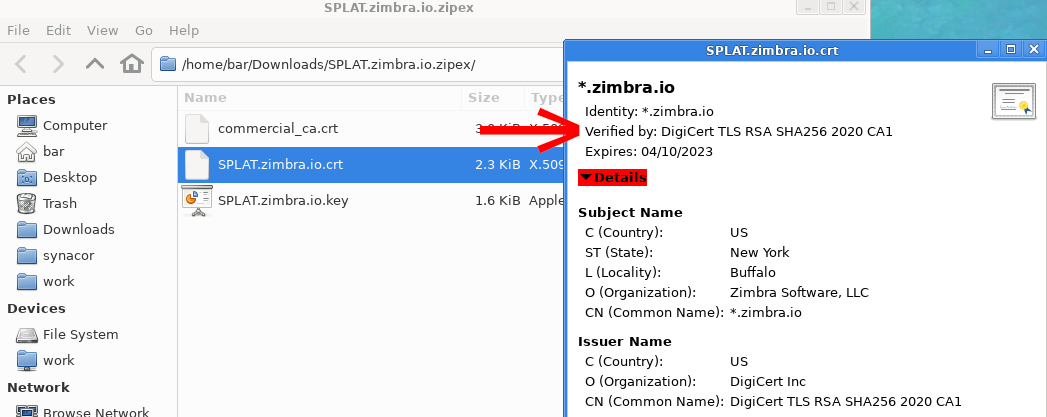 SPLAT.zimbra.io.zipex
File Edit View Go Help
/home/bar/Downloads/SPLAT.zimbra.io.zipex/
Places
Computer
bar
Desktop
Trash
Downloads
synacor
work
Devices
File System
work
Network
Browse Network
Name Size Type
commercial_ca.crt
SPLAT.zimbra.io.crt 2.3 KiB X.509
SPLAT.zimbra.io.key 1.6 KiB Apple
SPLAT.zimbra.io.crt
*.zimbra.io
Identity: *.zimbra.io
Verified by: DigiCert TLS RSA SHA256 2020 CA1
Expires: 04/10/2023
Details
Subject Name
C (Country): US
ST (State): New York
L (Locality): Buffalo
O (Organization): Zimbra Software, LLC
CN (Common Name): *.zimbra.io
Issuer Name
C (Country): US
O (Organization): DigiCert Inc
CN (Common Name): DigiCert TLS RSA SHA256 2020 CA1